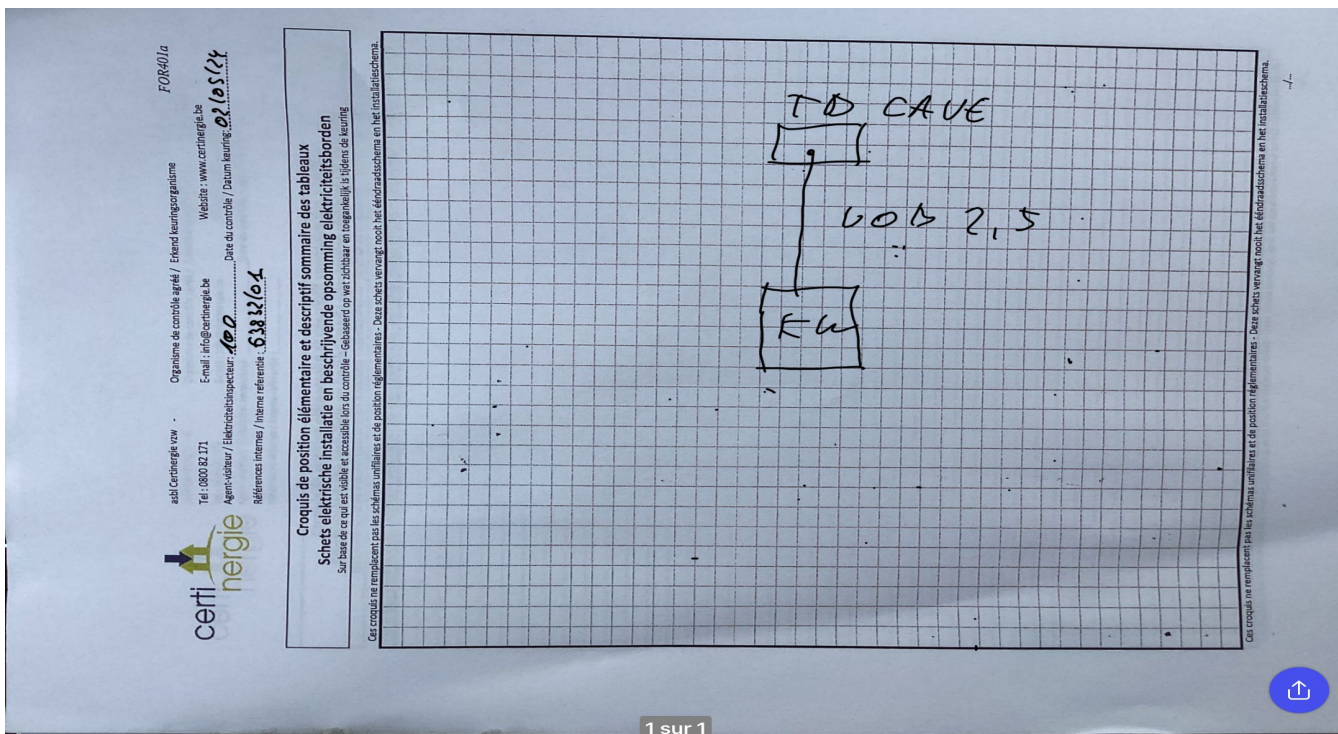 FOR401a
certinergie
asbl Certinergie vzw - Organisme de contrôle agréé / Erkend keuringsorganisme
Tel : 0800 82 171 E-mail : info@certinergie.be Website : www.certinergie.be
Agent-visiteur / Elektriciteitsinspecteur: 100 Date du contrôle / Datum keuring: 02/05/24
Références internes / Interne referentie : 63832/01
Croquis de position élémentaire et descriptif sommaire des tableaux
Schets elektrische installatie en beschrijvende opsomming elektriciteitsborden
Sur base de ce qui est visible et accessible lors du contrôle – Gebaseerd op wat zichtbaar en toegankelijk is tijdens de keuring
Ces croquis ne remplacent pas les schémas unifilaires et de position réglementaires - Deze schets vervangt nooit het ééndraadsschema en het installatieschema.
TD CAVE
VOB 2,5
Ces croquis ne remplacent pas les schémas unifilaires et de position réglementaires - Deze schets vervangt nooit het ééndraadsschema en het installatieschema.
../..
1 sur 1